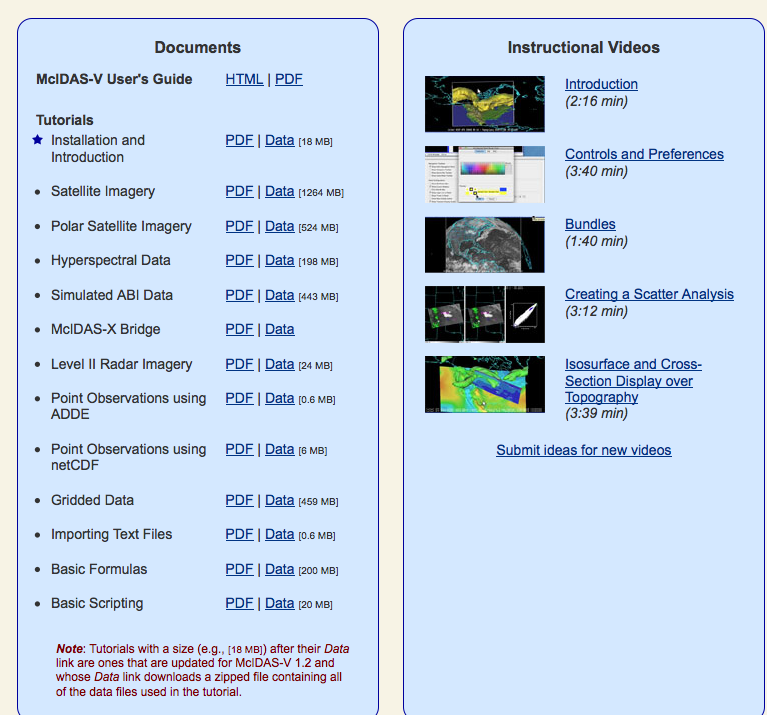 Documents
McIDAS-V User's Guide HTML | PDF
Tutorials
Installation and Introduction PDF | Data [18 MB]
Satellite Imagery PDF | Data [1264 MB]
Polar Satellite Imagery PDF | Data [524 MB]
Hyperspectral Data PDF | Data [198 MB]
Simulated ABI Data PDF | Data [443 MB]
McIDAS-X Bridge PDF | Data
Level II Radar Imagery PDF | Data [24 MB]
Point Observations using ADDE PDF | Data [0.6 MB]
Point Observations using netCDF PDF | Data [6 MB]
Gridded Data PDF | Data [459 MB]
Importing Text Files PDF | Data [0.6 MB]
Basic Formulas PDF | Data [200 MB]
Basic Scripting PDF | Data [20 MB]
Note: Tutorials with a size (e.g., [18 MB]) after their Data
link are ones that are updated for McIDAS-V 1.2 and
whose Data link downloads a zipped file containing all
of the data files used in the tutorial.
Instructional Videos
Introduction
(2:16 min)
Controls and Preferences
(3:40 min)
Bundles
(1:40 min)
Creating a Scatter Analysis
(3:12 min)
Isosurface and Cross-
Section Display over
Topography
(3:39 min)
Submit ideas for new videos